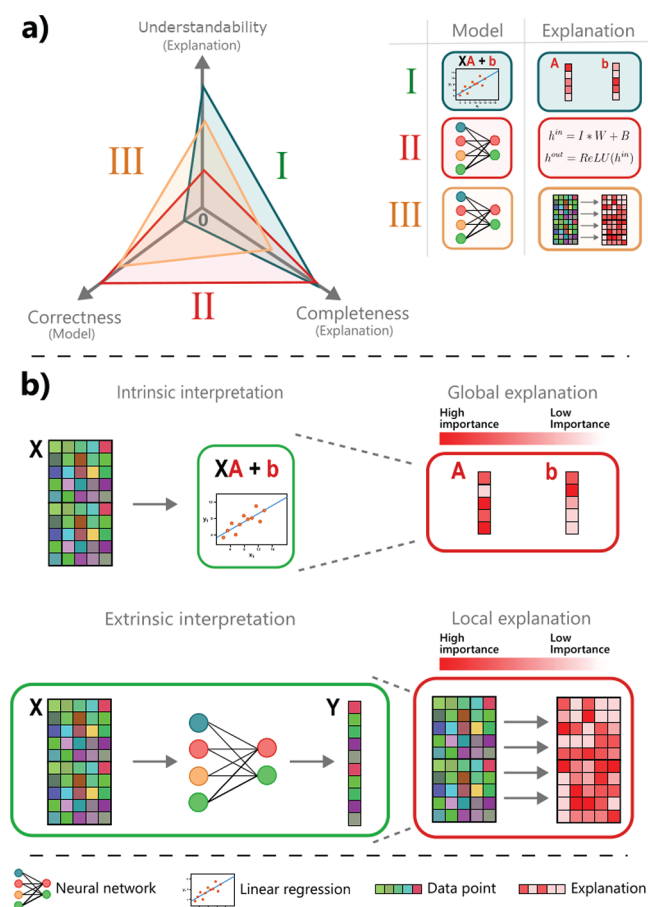 a)
Understandability
(Explanation)
III
I
0
II
Correctness
(Model)
Completeness
(Explanation)
Model
Explanation
I
XA + b
A
b
II
h^{in} = I * W + B
h^{out} = ReLU(h^{in})
III
b)
Intrinsic interpretation
Global explanation
High
importance
Low
Importance
X
XA + b
y₁
x₁
A
b
Extrinsic interpretation
Local explanation
High
importance
Low
Importance
X
Y
Neural network
Linear regression
Data point
Explanation